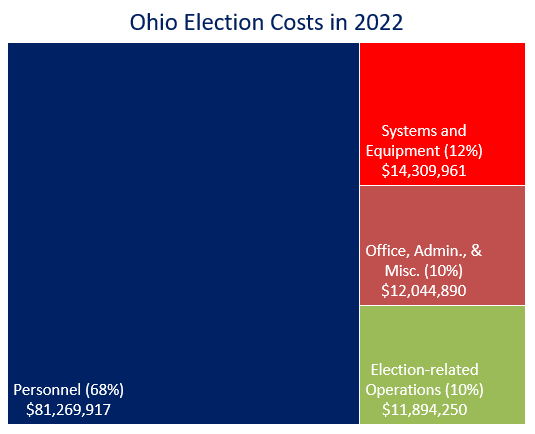 Ohio Election Costs in 2022
Systems and
Equipment (12%)
$14,309,961
Office, Admin., &
Misc. (10%)
$12,044,890
Personnel (68%)
$81,269,917
Election-related
Operations (10%)
$11,894,250